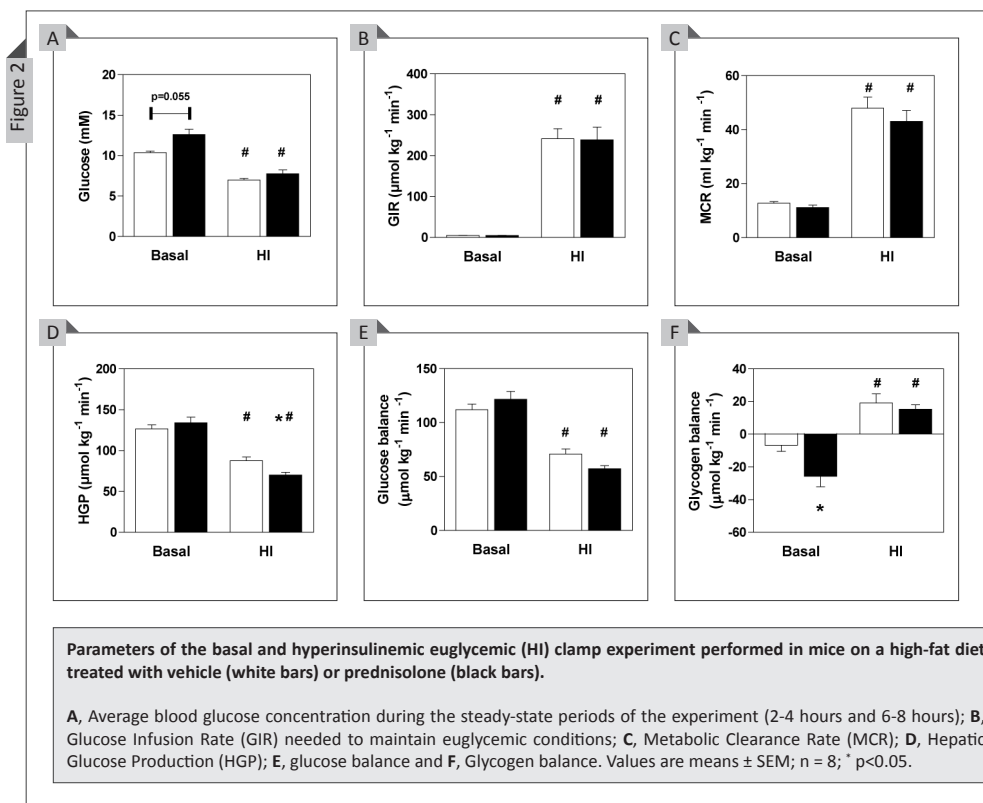 Figure 2
A
Glucose (mM)
20
15
10
5
0
p=0.055
# #
Basal HI
B
GIR (µmol kg⁻¹ min⁻¹)
400
300
200
100
0
# #
Basal HI
C
MCR (ml kg⁻¹ min⁻¹)
60
40
20
0
# #
Basal HI
D
HGP (µmol kg⁻¹ min⁻¹)
200
150
100
50
0
# *#
Basal HI
E
Glucose balance
(µmol kg⁻¹ min⁻¹)
150
100
50
0
# #
Basal HI
F
Glycogen balance
(µmol kg⁻¹ min⁻¹)
40
20
0
-20
-40
-60
# #
*
Basal HI
Parameters of the basal and hyperinsulinemic euglycemic (HI) clamp experiment performed in mice on a high-fat diet
treated with vehicle (white bars) or prednisolone (black bars).
A, Average blood glucose concentration during the steady-state periods of the experiment (2-4 hours and 6-8 hours); B,
Glucose Infusion Rate (GIR) needed to maintain euglycemic conditions; C, Metabolic Clearance Rate (MCR); D, Hepatic
Glucose Production (HGP); E, glucose balance and F, Glycogen balance. Values are means ± SEM; n = 8; * p<0.05.